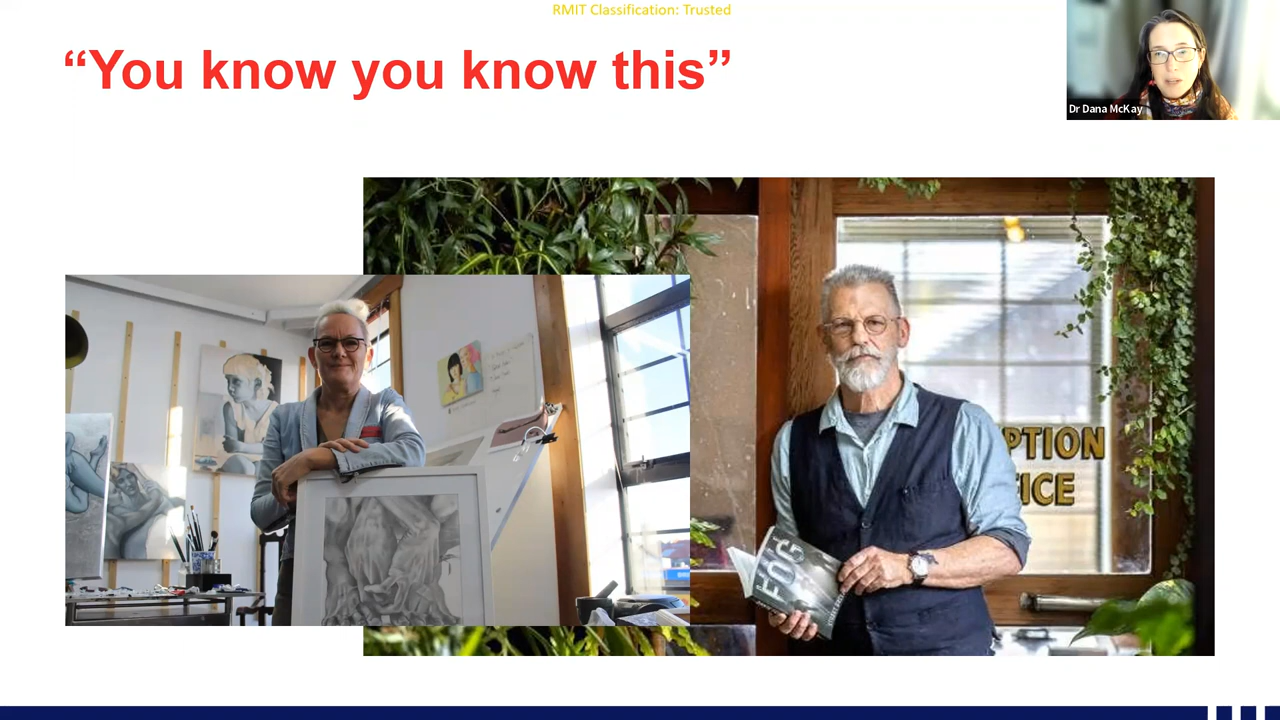 RMIT Classification: Trusted
“You know you know this”
Dr Dana McKay
PTION
ICE
FOG